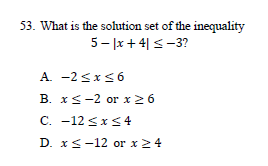 53. What is the solution set of the inequality
5 – |x + 4| ≤ –3?
A. –2 ≤ x ≤ 6
B. x ≤ –2 or x ≥ 6
C. –12 ≤ x ≤ 4
D. x ≤ –12 or x ≥ 4